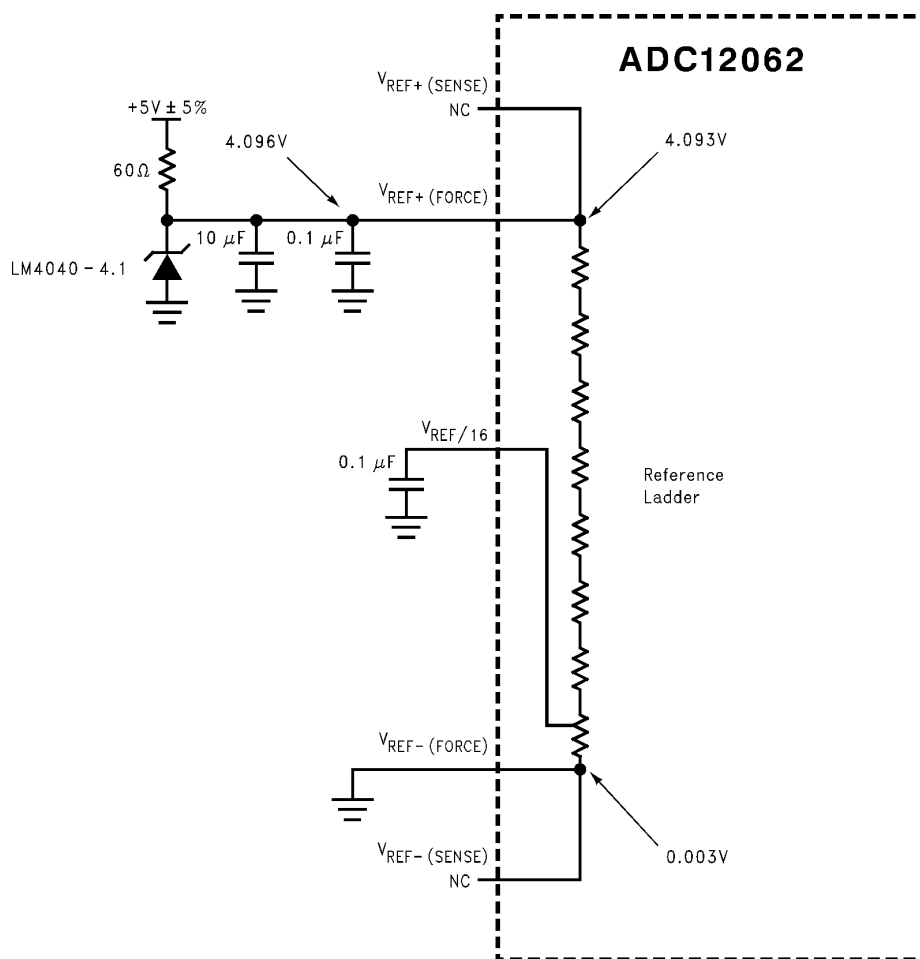 ADC12062
VREF+ (SENSE)
NC
+5V ± 5%
4.096V
4.093V
60Ω
VREF+ (FORCE)
10 μF
0.1 μF
LM4040 - 4.1
VREF/16
0.1 μF
Reference
Ladder
VREF- (FORCE)
VREF- (SENSE)
NC
0.003V